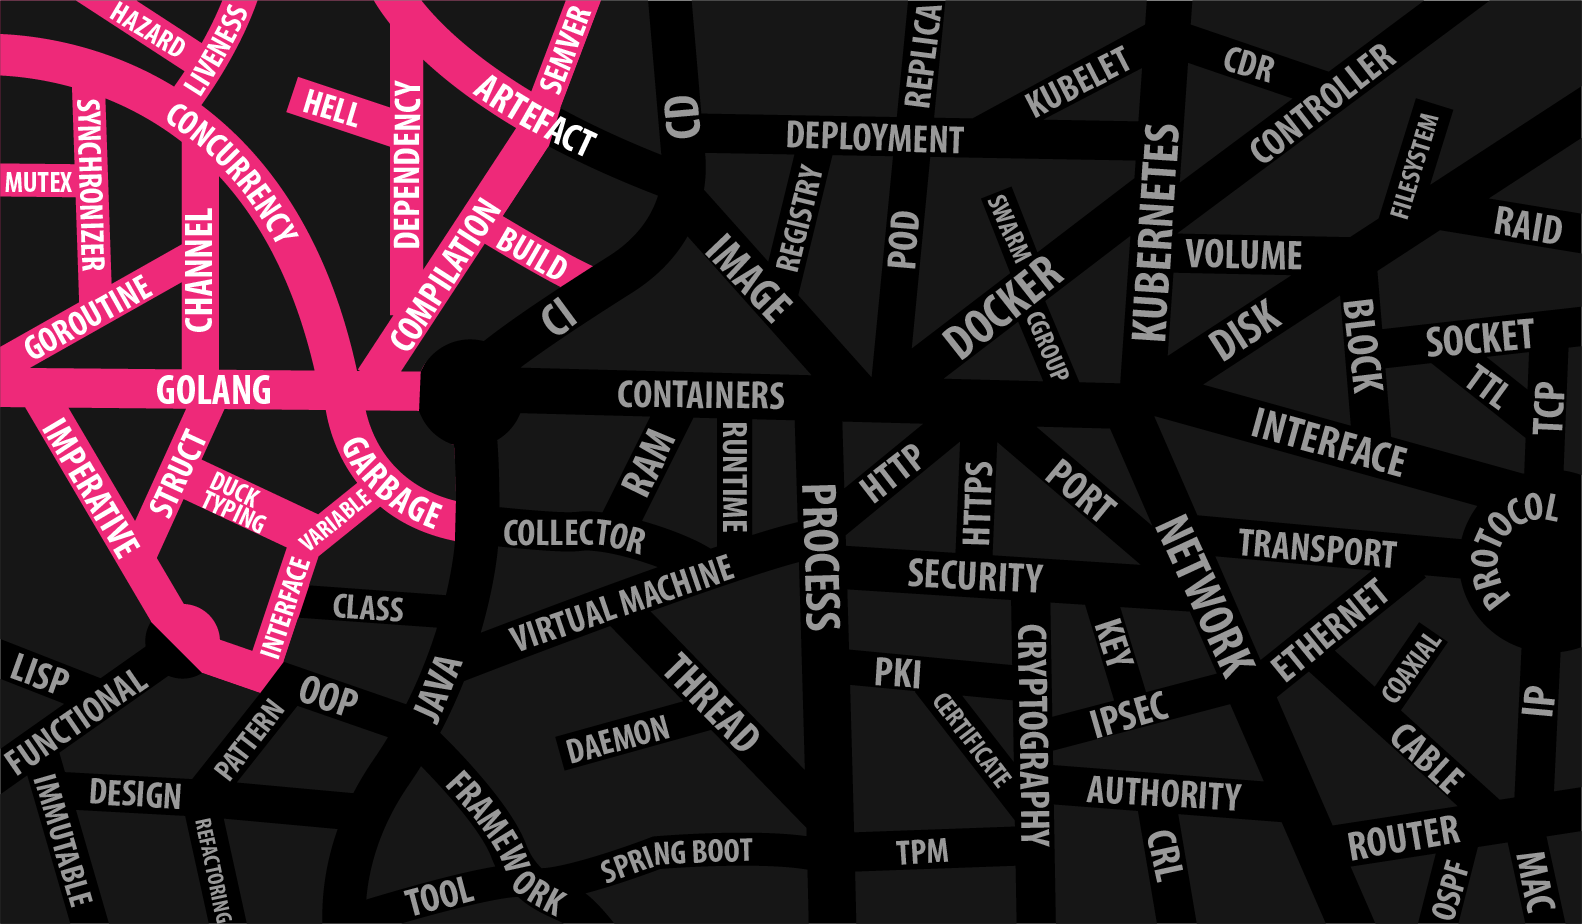 HAZARD
LIVENESS
SEMVER
REPLICA
KUBELET
CDR
CONTROLLER
HELL
DEPENDENCY
ARTEFACT
CD
DEPLOYMENT
SYNCHRONIZER
CONCURRENCY
MUTEX
KUBERNETES
FILESYSTEM
REGISTRY
POD
SWARM
RAID
CHANNEL
COMPILATION
BUILD
IMAGE
VOLUME
GOROUTINE
CI
DOCKER
CGROUP
DISK
BLOCK
SOCKET
TTL
TCP
GOLANG
CONTAINERS
IMPERATIVE
STRUCT
DUCK
TYPING
GARBAGE
VARIABLE
RAM
RUNTIME
HTTP
HTTPS
PORT
INTERFACE
COLLECTOR
PROCESS
NETWORK
TRANSPORT
PROTOCOL
INTERFACE
CLASS
VIRTUAL MACHINE
SECURITY
KEY
ETHERNET
COAXIAL
LISP
FUNCTIONAL
OOP
JAVA
THREAD
PKI
CRYPTOGRAPHY
CERTIFICATE
IPSEC
IP
PATTERN
DAEMON
CABLE
DESIGN
IMMUTABLE
REFACTORING
FRAMEWORK
AUTHORITY
TOOL
SPRING BOOT
TPM
CRL
ROUTER
OSPF
MAC